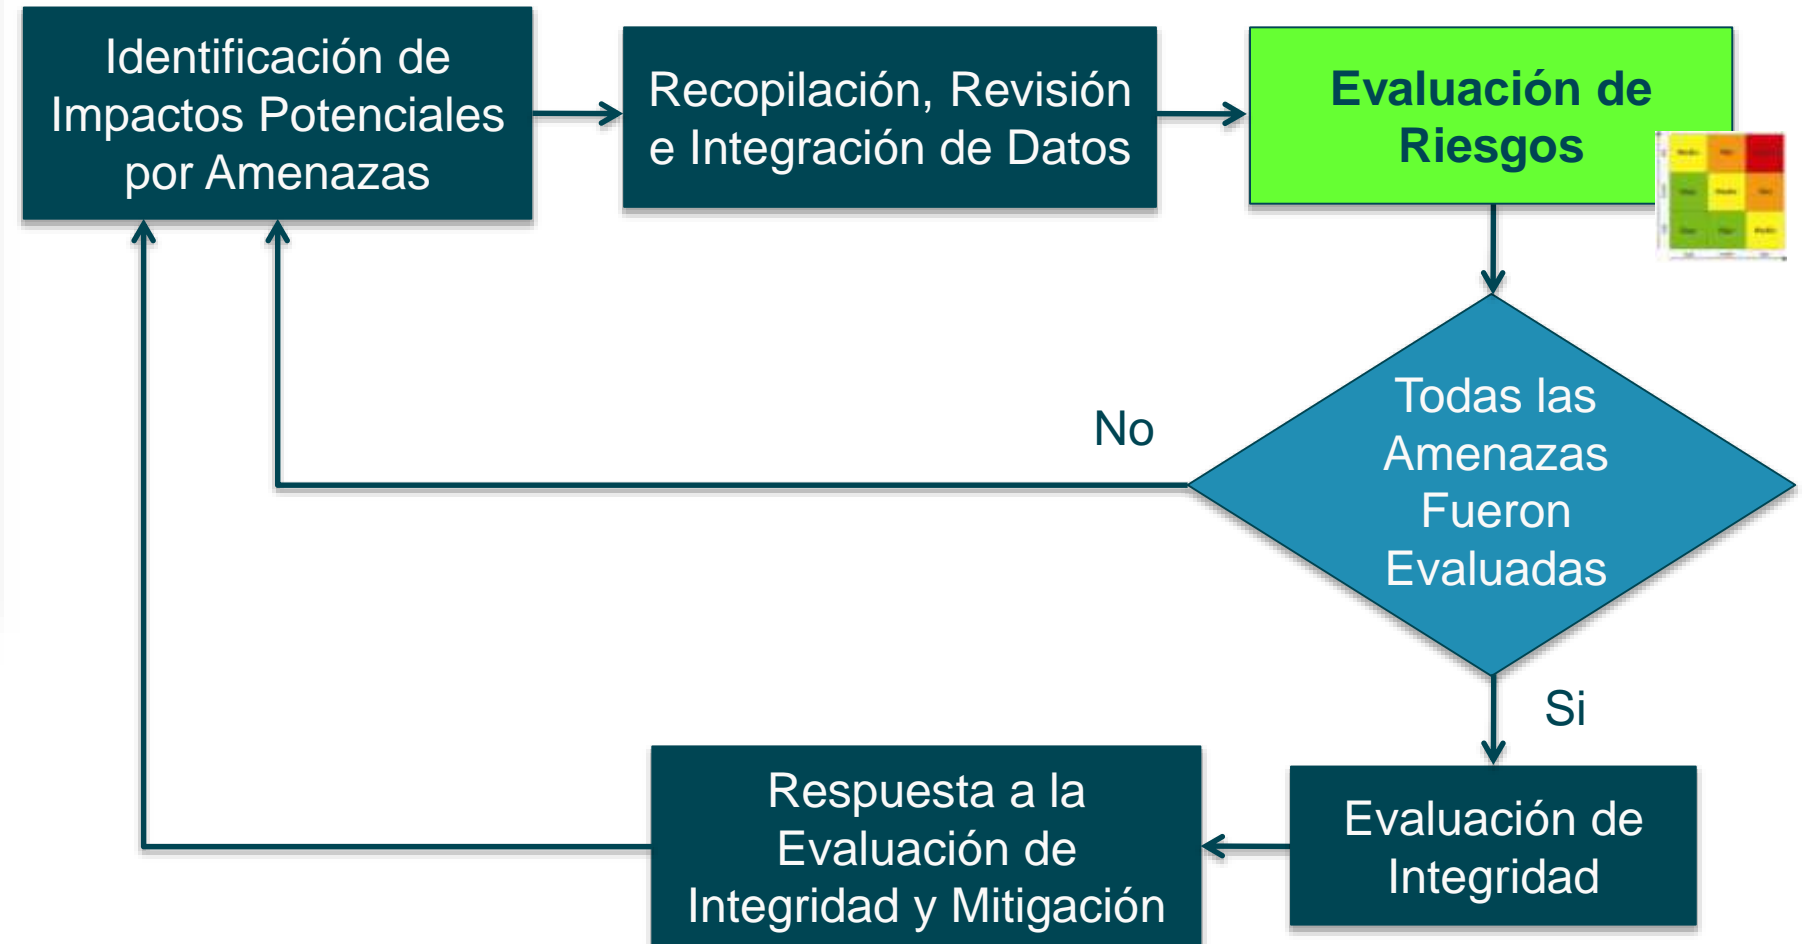 Identificación de
Impactos Potenciales
por Amenazas
Recopilación, Revisión
e Integración de Datos
Evaluación de
Riesgos
Todas las
Amenazas
Fueron
Evaluadas
No
Si
Evaluación de
Integridad
Respuesta a la
Evaluación de
Integridad y Mitigación